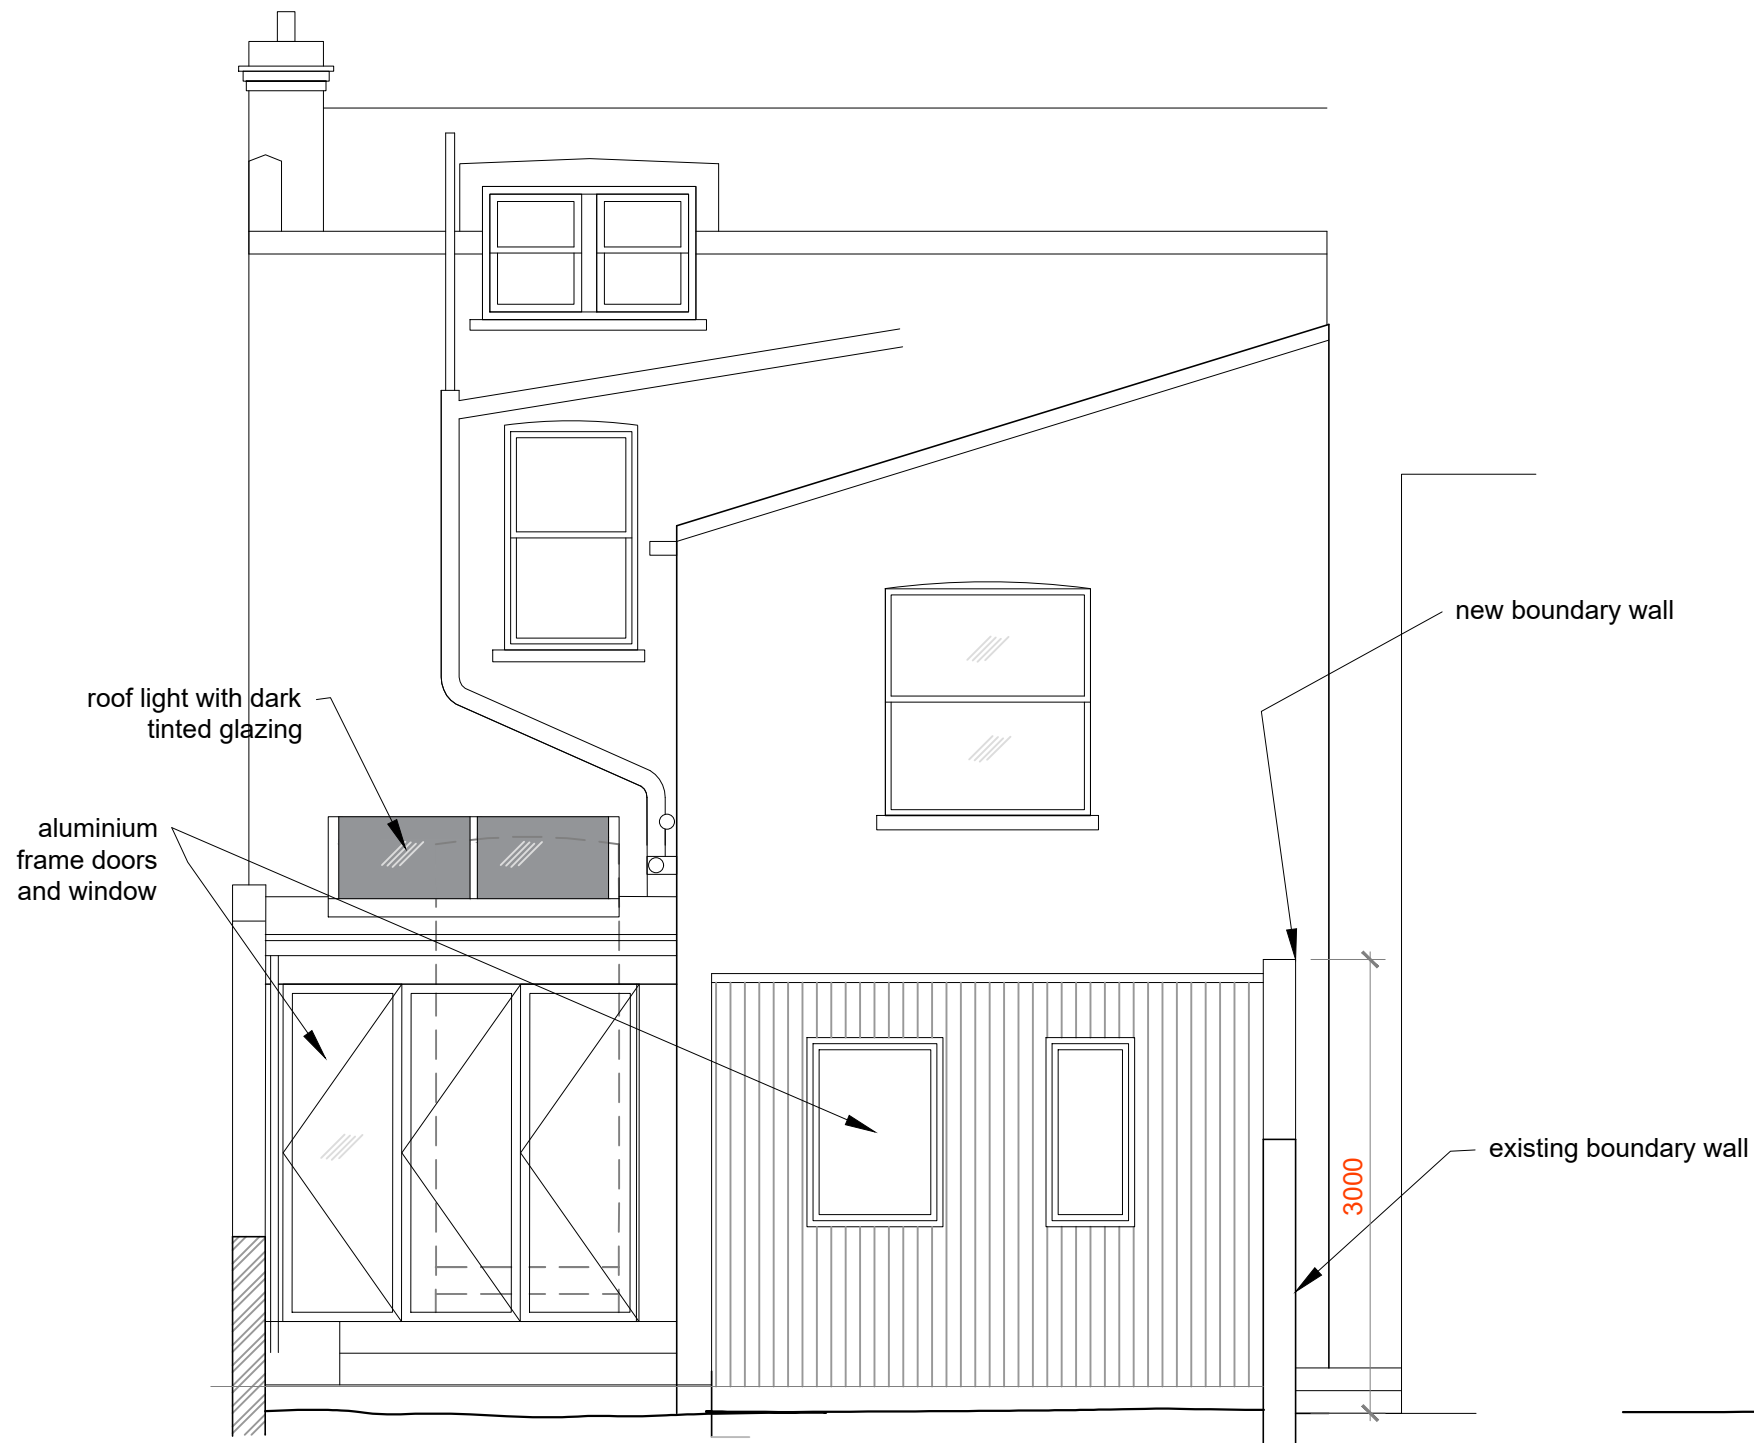 new boundary wall
roof light with dark
tinted glazing
aluminium
frame doors
and window
existing boundary wall
3000